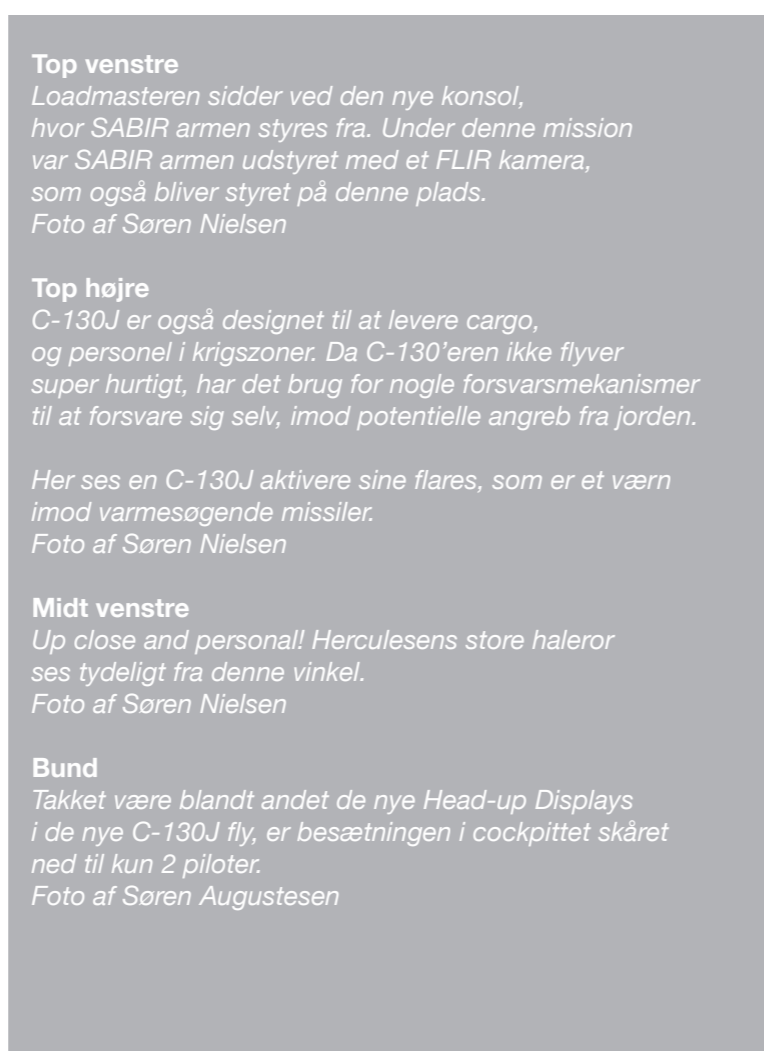 Top venstre
Loadmasteren sidder ved den nye konsol,
hvor SABIR armen styres fra. Under denne mission
var SABIR armen udstyret med et FLIR kamera,
som også bliver styret på denne plads.
Foto af Søren Nielsen
Top højre
C-130J er også designet til at levere cargo,
og personel i krigszoner. Da C-130’eren ikke flyver
super hurtigt, har det brug for nogle forsvarsmekanismer
til at forsvare sig selv, imod potentielle angreb fra jorden.
Her ses en C-130J aktivere sine flares, som er et værn
imod varmesøgende missiler.
Foto af Søren Nielsen
Midt venstre
Up close and personal! Herculesens store haleror
ses tydeligt fra denne vinkel.
Foto af Søren Nielsen
Bund
Takket være blandt andet de nye Head-up Displays
i de nye C-130J fly, er besætningen i cockpittet skåret
ned til kun 2 piloter.
Foto af Søren Augustesen